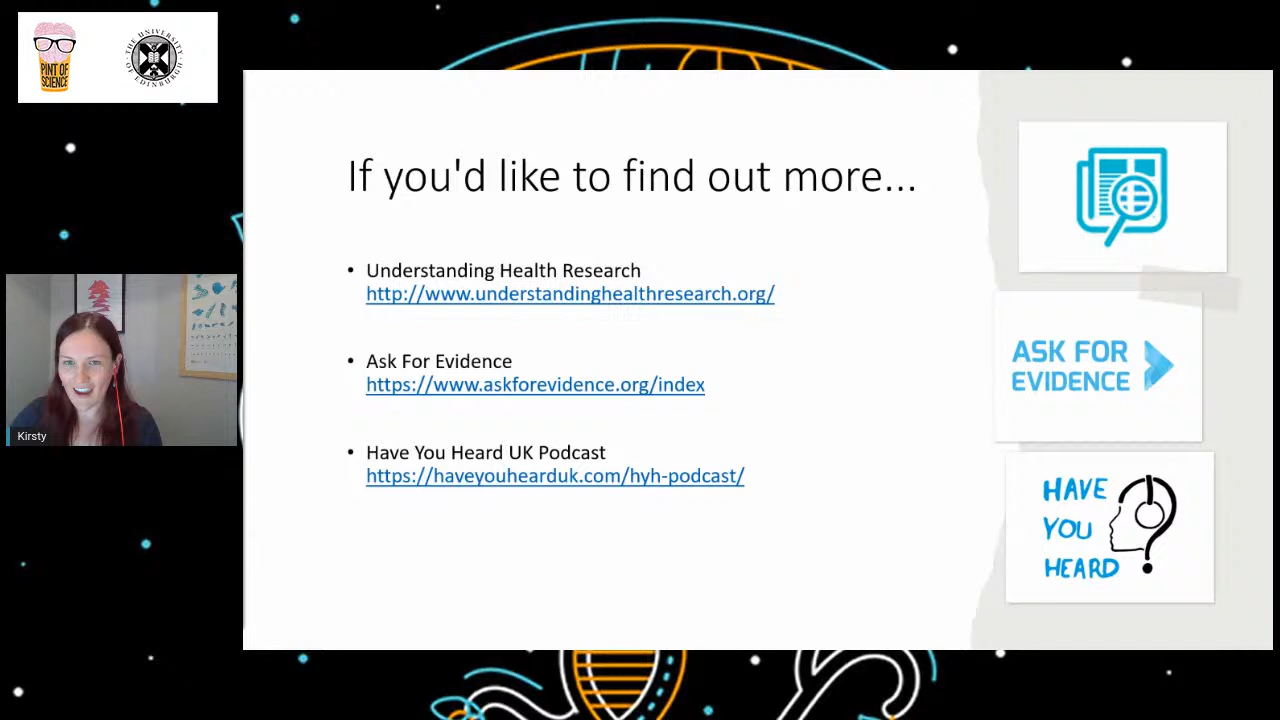 PINT OF
SCIENCE
THE UNIVERSITY
OF EDINBURGH
If you'd like to find out more...
• Understanding Health Research
http://www.understandinghealthresearch.org/
• Ask For Evidence
https://www.askforevidence.org/index
• Have You Heard UK Podcast
https://haveyouhearduk.com/hyh-podcast/
ASK FOR
EVIDENCE
HAVE
YOU
HEARD
Kirsty